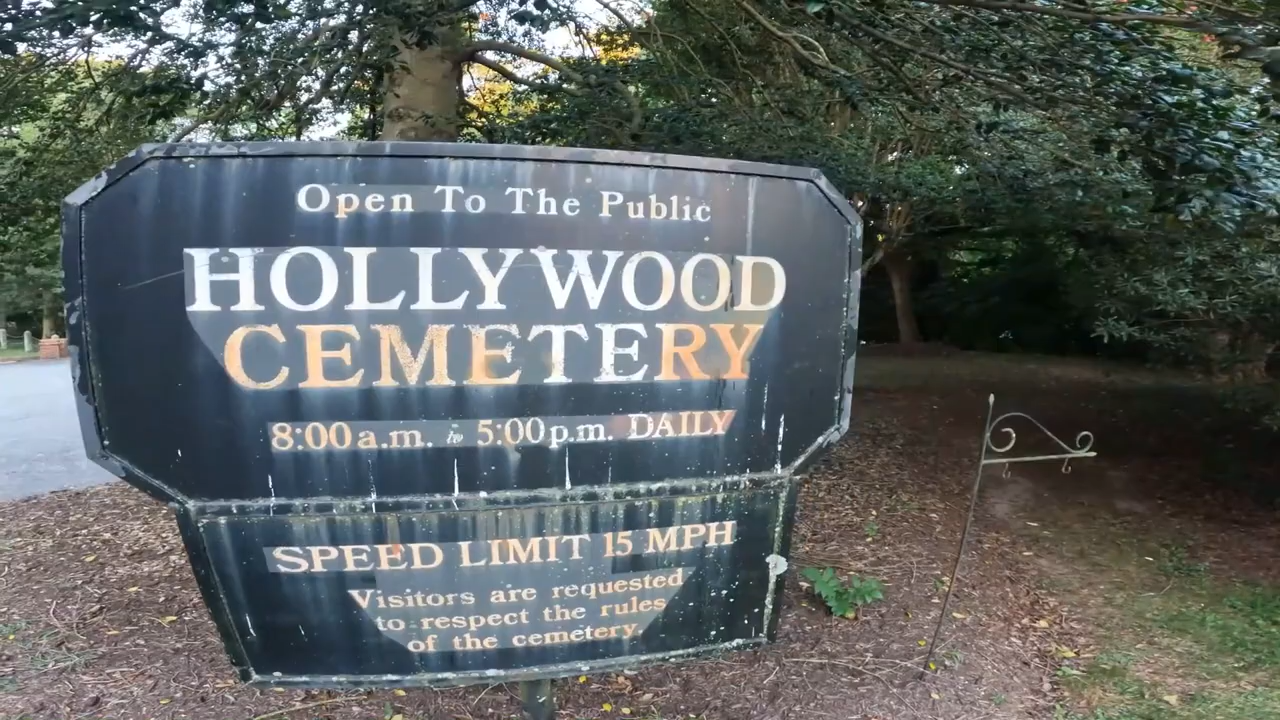 Open To The Public
HOLLYWOOD
CEMETERY
8:00 a.m. to 5:00 p.m. DAILY
SPEED LIMIT 15 MPH
Visitors are requested
to respect the rules
of the cemetery.